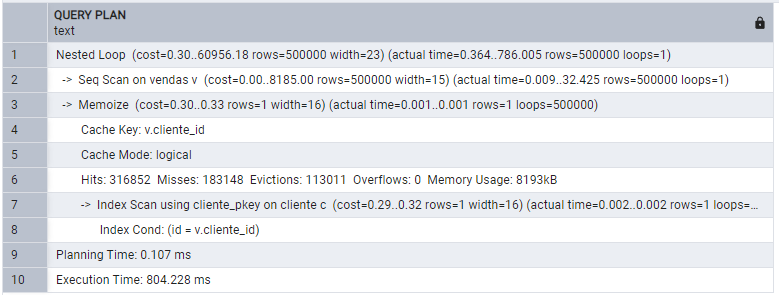 QUERY PLAN
text
1 Nested Loop (cost=0.30..60956.18 rows=500000 width=23) (actual time=0.364..786.005 rows=500000 loops=1)
2 -> Seq Scan on vendas v (cost=0.00..8185.00 rows=500000 width=15) (actual time=0.009..32.425 rows=500000 loops=1)
3 -> Memoize (cost=0.30..0.33 rows=1 width=16) (actual time=0.001..0.001 rows=1 loops=500000)
4 Cache Key: v.cliente_id
5 Cache Mode: logical
6 Hits: 316852 Misses: 183148 Evictions: 113011 Overflows: 0 Memory Usage: 8193kB
7 -> Index Scan using cliente_pkey on cliente c (cost=0.29..0.32 rows=1 width=16) (actual time=0.002..0.002 rows=1 loops=...
8 Index Cond: (id = v.cliente_id)
9 Planning Time: 0.107 ms
10 Execution Time: 804.228 ms